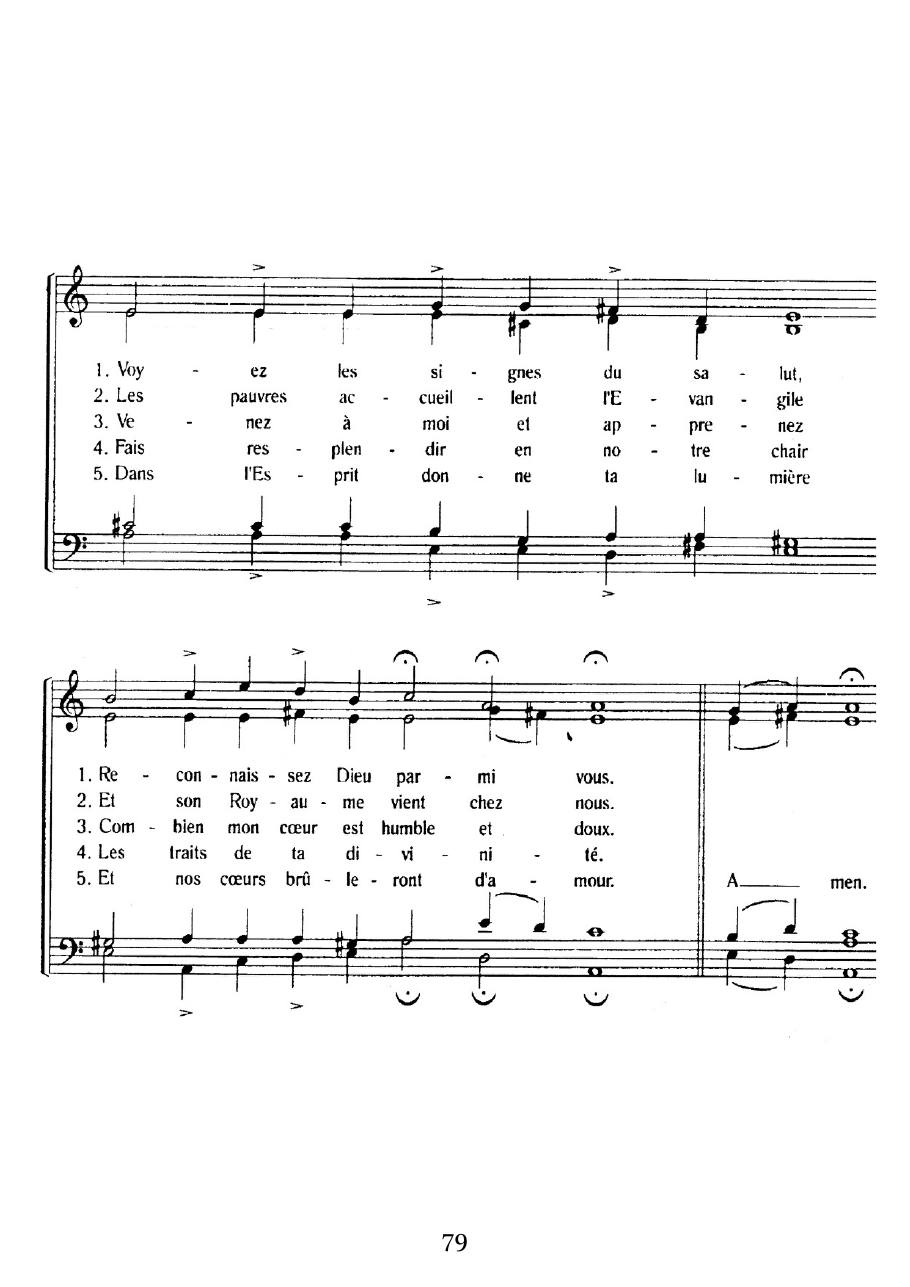 1. Voy - ez les si - gnes du sa - lut,
2. Les pauvres ac - cueil - lent l'E - van - gile
3. Ve - nez à moi et ap - pre - nez
4. Fais res - plen - dir en no - tre chair
5. Dans l'Es - prit don - ne ta lu - mière
1. Re - con - nais - sez Dieu par - mi vous.
2. Et son Roy - au - me vient chez nous.
3. Com - bien mon cœur est humble et doux.
4. Les traits de ta di - vi - ni - té.
5. Et nos cœurs brû - le - ront d'a - mour. A____ men.
79